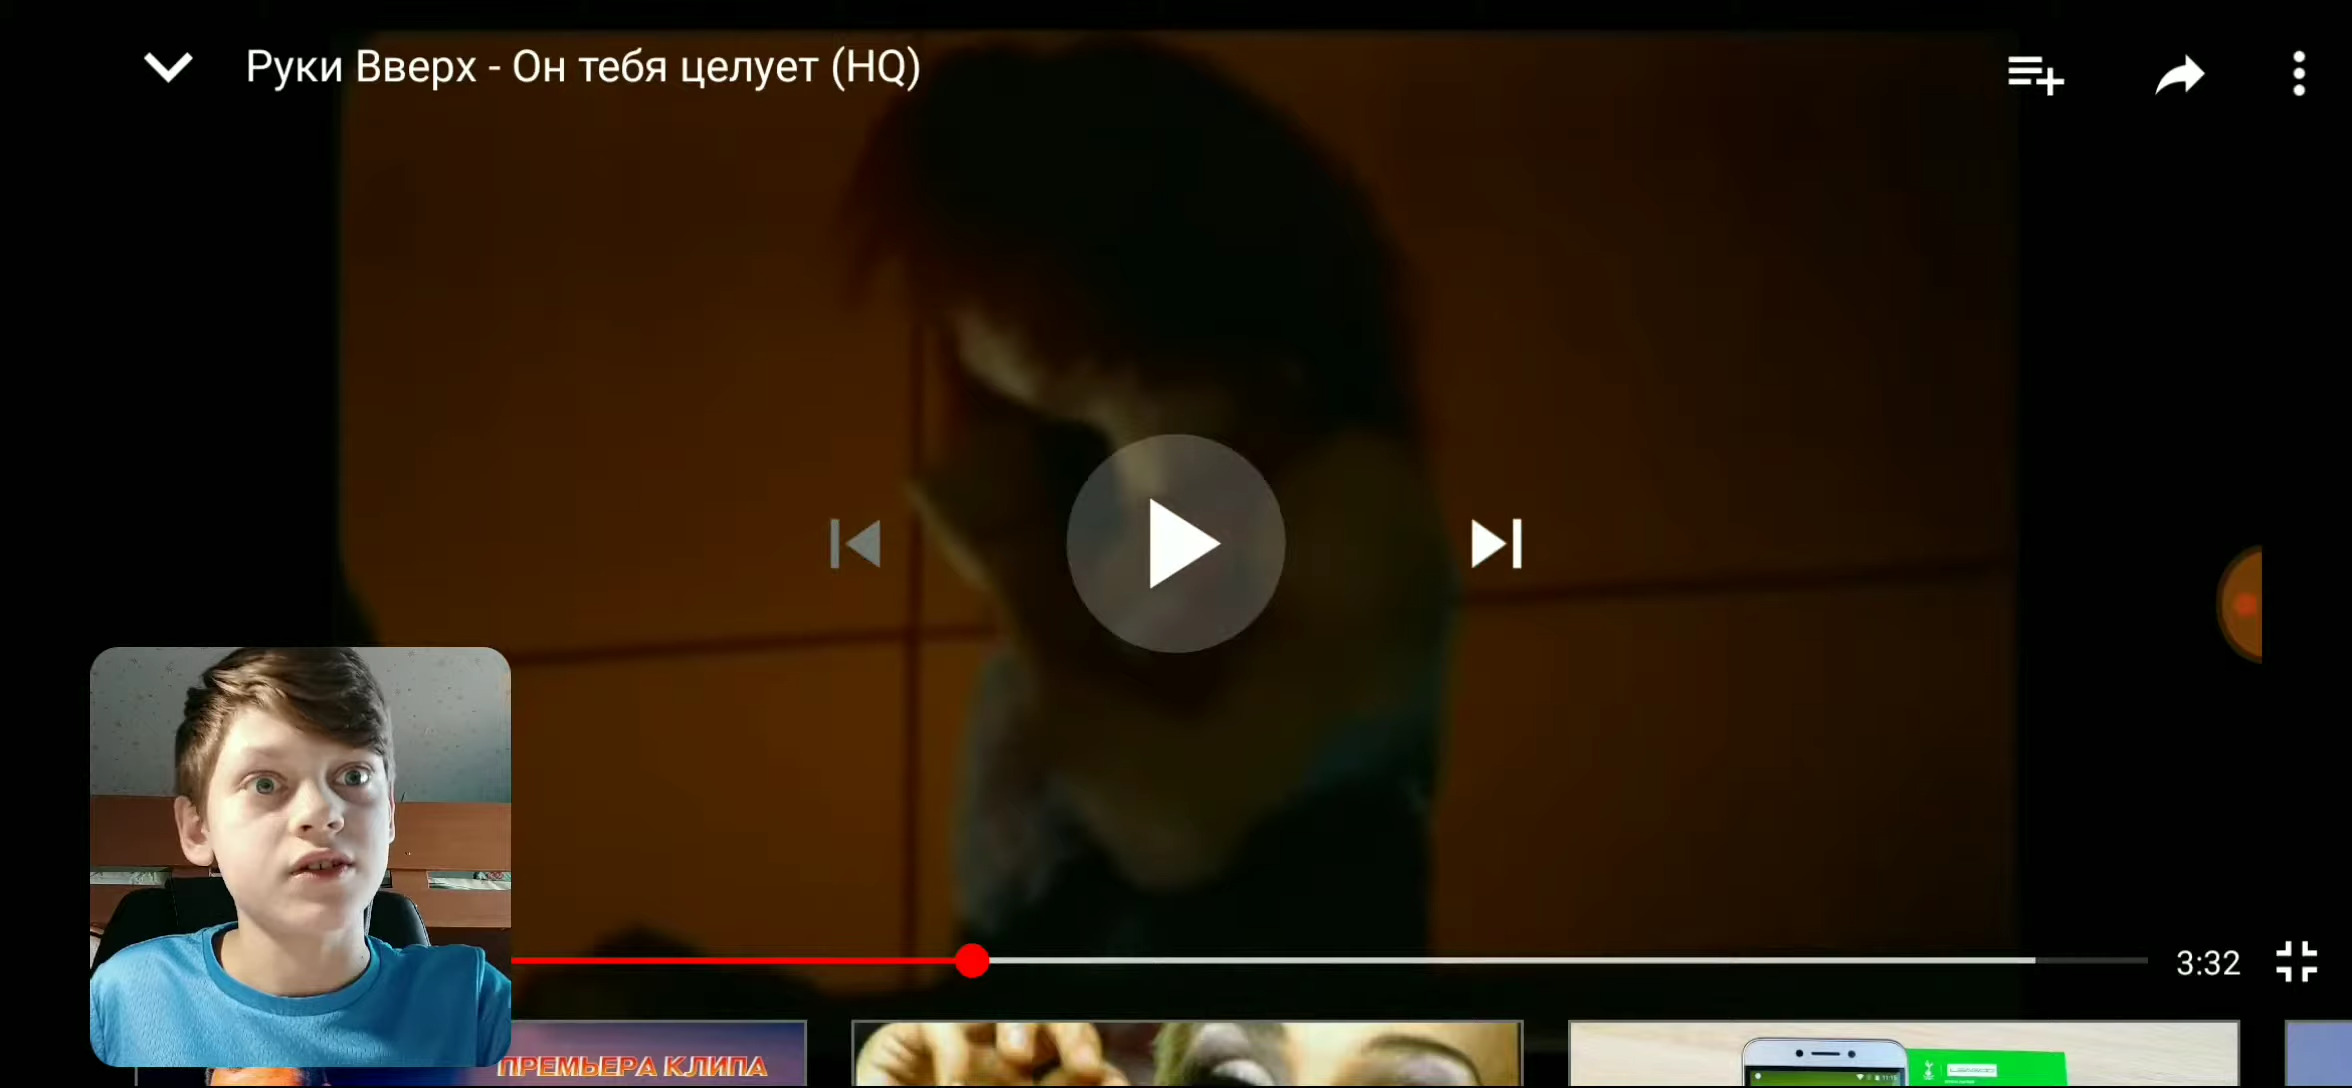 Руки Вверх - Он тебя целует (HQ)
3:32
ПРЕМЬЕРА КЛИПА